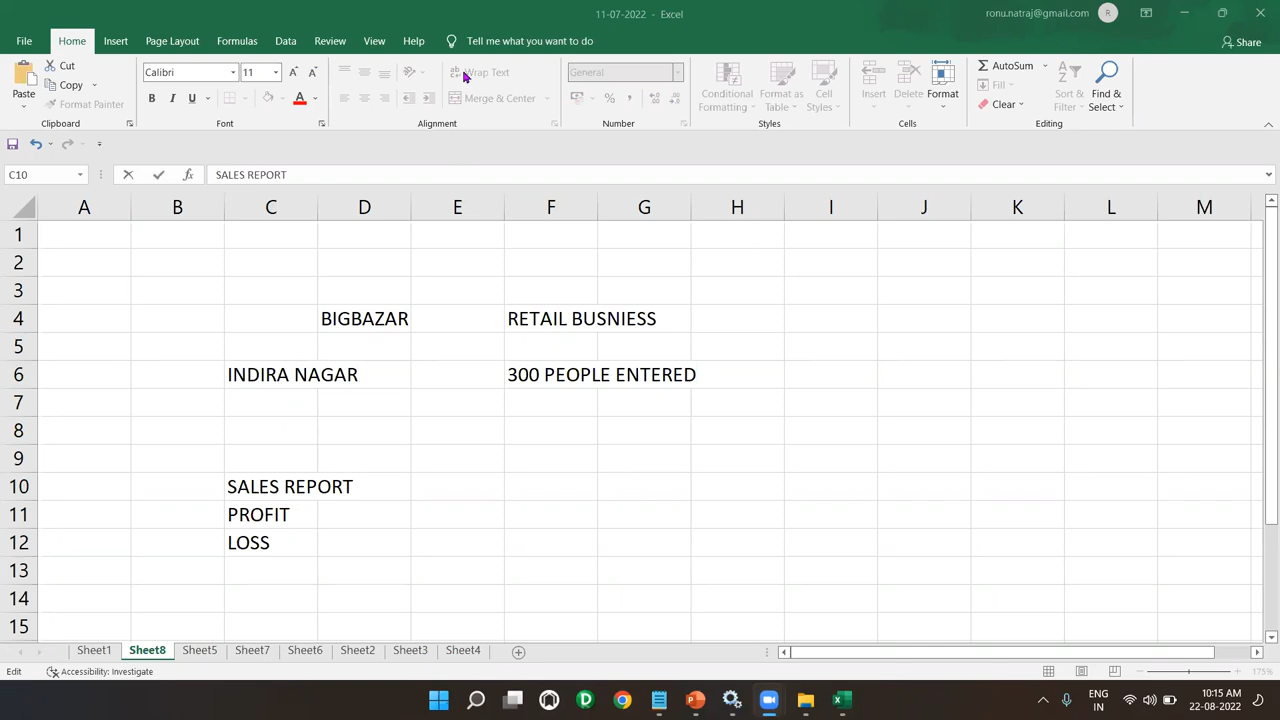 11-07-2022 - Excel
ronu.natraj@gmail.com R
File Home Insert Page Layout Formulas Data Review View Help Tell me what you want to do Share
Paste
Cut
Copy
Format Painter
Clipboard
Calibri 11
B I U
Font
Wrap Text
Merge & Center
Alignment
General
Number
Conditional Formatting
Format as Table
Cell Styles
Styles
Insert Delete Format
Cells
AutoSum
Fill
Clear
Sort & Filter
Find & Select
Editing
C10 fx SALES REPORT
A B C D E F G H I J K L M
1
2
3
4 BIGBAZAR RETAIL BUSNIESS
5
6 INDIRA NAGAR 300 PEOPLE ENTERED
7
8
9
10 SALES REPORT
11 PROFIT
12 LOSS
13
14
15
Sheet1 Sheet8 Sheet5 Sheet7 Sheet6 Sheet2 Sheet3 Sheet4
Edit Accessibility: Investigate 175%
ENG IN
10:15 AM
22-08-2022